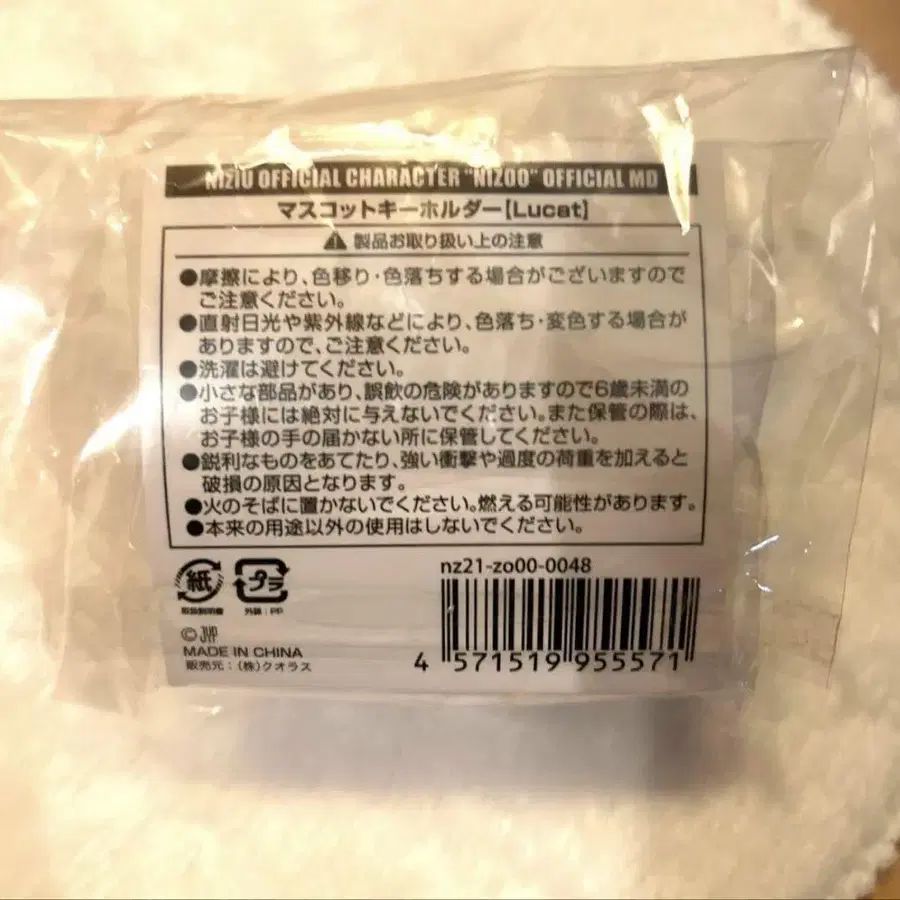 NIZIU OFFICIAL CHARACTER "NIZOO" OFFICIAL MD
マスコットキーホルダー【Lucat】
製品お取り扱い上の注意
●摩擦により、色移り・色落ちする場合がございますので
ご注意ください。
●直射日光や紫外線などにより、色落ち・変色する場合が
ありますので、ご注意ください。
●洗濯は避けてください。
●小さな部品があり、誤飲の危険がありますので6歳未満の
お子様には絶対に与えないでください。また保管の際は、
お子様の手の届かない所に保管してください。
●鋭利なものをあてたり、強い衝撃や過度の荷重を加えると
破損の原因となります。
●火のそばに置かないでください。燃える可能性があります。
●本来の用途以外の使用はしないでください。
紙
取扱説明書
プラ
外袋:PP
nz21-zo00-0048
© JYP
MADE IN CHINA
販売元:(株)クオラス
4 571519 955571